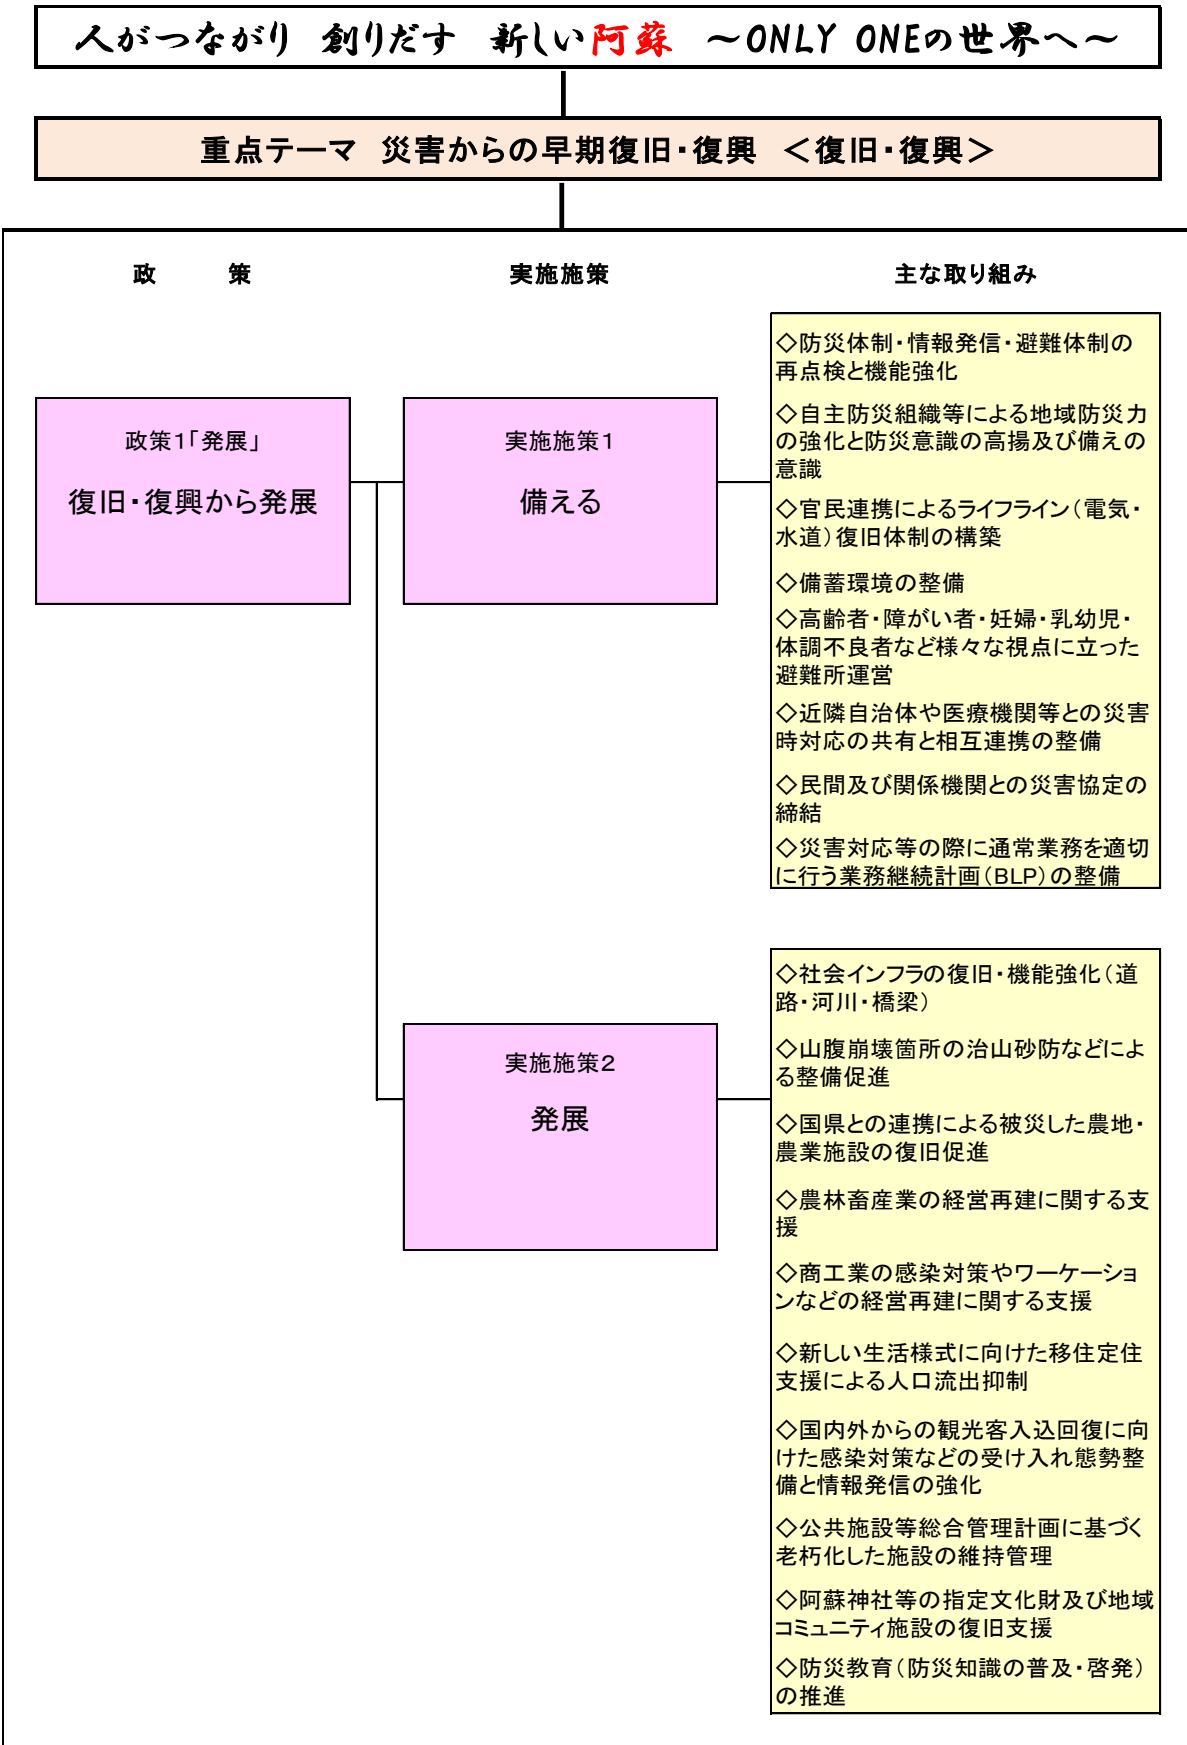 人がつながり 創りだす 新しい阿蘇 ～ONLY ONEの世界へ～
重点テーマ 災害からの早期復旧・復興 ＜復旧・復興＞
政 策
実施施策
主な取り組み
政策１「発展」
復旧・復興から発展
実施施策１
備える
◇防災体制・情報発信・避難体制の
再点検と機能強化
◇自主防災組織等による地域防災力
の強化と防災意識の高揚及び備えの
意識
◇官民連携によるライフライン（電気・
水道）復旧体制の構築
◇備蓄環境の整備
◇高齢者・障がい者・妊婦・乳幼児・
体調不良者など様々な視点に立った
避難所運営
◇近隣自治体や医療機関等との災害
時対応の共有と相互連携の整備
◇民間及び関係機関との災害協定の
締結
◇災害対応等の際に通常業務を適切
に行う業務継続計画（BLP）の整備
実施施策２
発展
◇社会インフラの復旧・機能強化（道
路・河川・橋梁）
◇山腹崩壊箇所の治山砂防などによ
る整備促進
◇国県との連携による被災した農地・
農業施設の復旧促進
◇農林畜産業の経営再建に関する支
援
◇商工業の感染対策やワーケーショ
ンなどの経営再建に関する支援
◇新しい生活様式に向けた移住定住
支援による人口流出抑制
◇国内外からの観光客入込回復に向
けた感染対策などの受け入れ態勢整
備と情報発信の強化
◇公共施設等総合管理計画に基づく
老朽化した施設の維持管理
◇阿蘇神社等の指定文化財及び地域
コミュニティ施設の復旧支援
◇防災教育（防災知識の普及・啓発）
の推進